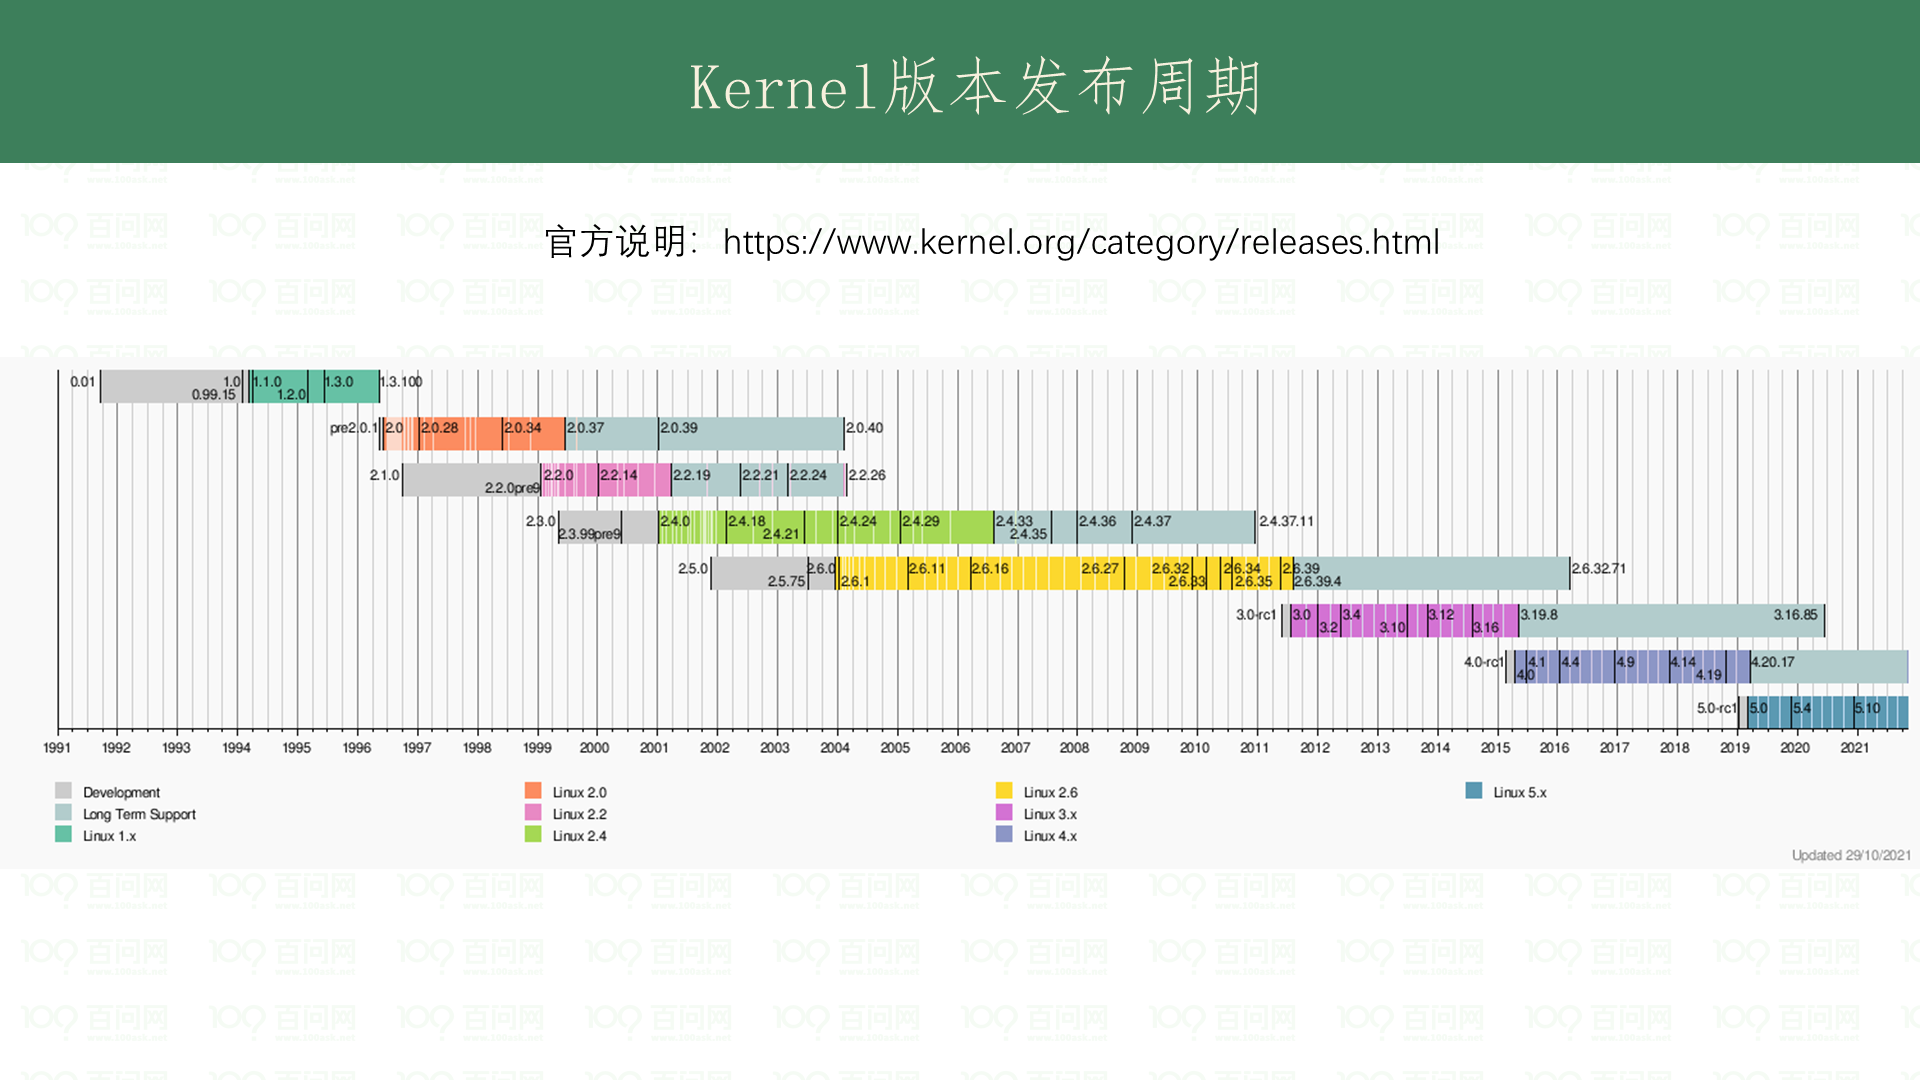 Kernel版本发布周期
官方说明：https://www.kernel.org/category/releases.html
0.01 1.0 1.1.0 1.3.0 1.3.100
0.99.15 1.2.0
pre2.0.1 2.0 2.0.28 2.0.34 2.0.37 2.0.39 2.0.40
2.1.0 2.2.0 2.2.14 2.2.19 2.2.21 2.2.24 2.2.26
2.2.0pre9
2.3.0 2.4.0 2.4.18 2.4.24 2.4.29 2.4.33 2.4.36 2.4.37 2.4.37.11
2.3.99pre9 2.4.21 2.4.35
2.5.0 2.6.0 2.6.11 2.6.16 2.6.27 2.6.32 2.6.34 2.6.39 2.6.32.71
2.5.75 2.6.1 2.6.33 2.6.35 2.6.39.4
3.0-rc1 3.0 3.4 3.12 3.19.8 3.16.85
3.2 3.10 3.16
4.0-rc1 4.1 4.4 4.9 4.14 4.20.17
4.0 4.19
5.0-rc1 5.0 5.4 5.10
1991 1992 1993 1994 1995 1996 1997 1998 1999 2000 2001 2002 2003 2004 2005 2006 2007 2008 2009 2010 2011 2012 2013 2014 2015 2016 2017 2018 2019 2020 2021
Development Linux 2.0 Linux 2.6 Linux 5.x
Long Term Support Linux 2.2 Linux 3.x
Linux 1.x Linux 2.4 Linux 4.x
Updated 29/10/2021